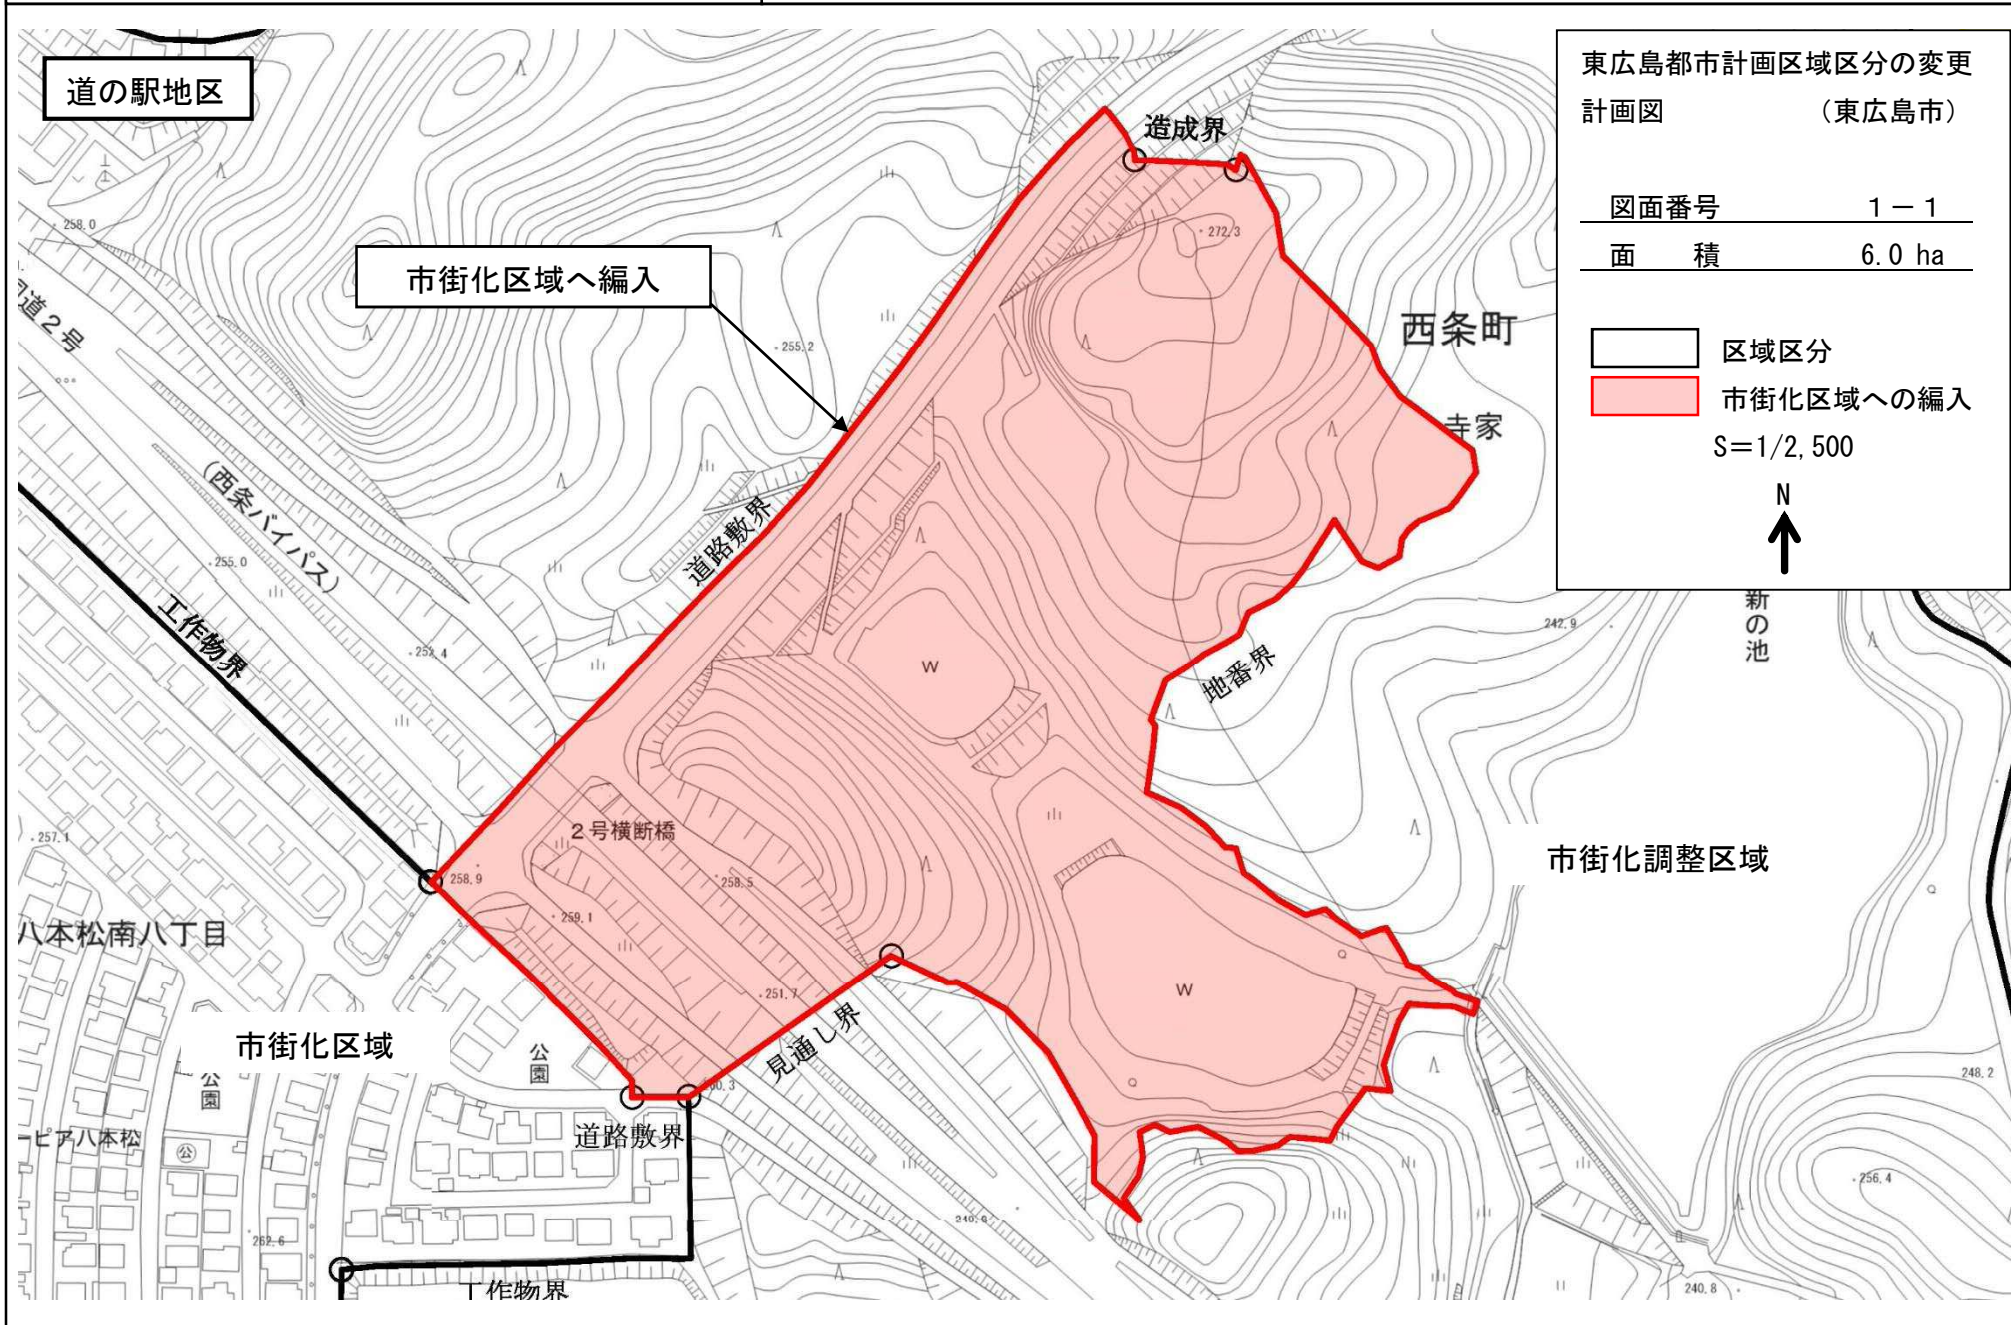 道の駅地区
東広島都市計画区域区分の変更
計画図 （東広島市）
図面番号 1－1
面 積 6.0 ha
区域区分
市街化区域への編入
S＝1/2,500
N
造成界
258.0
272.3
市街化区域へ編入
西条町
道2号
255.2
寺家
(西条バイパス)
道路敷界
255.0
工作物界
252.4
新の池
242.9
地番界
W
2号横断橋
257.1
258.9
258.5
市街化調整区域
259.1
八本松南八丁目
251.7
W
市街化区域
見通し界
公園
公園
248.2
道路敷界
ピア八本松
公
256.4
262.6
240.0
240.8
工作物界